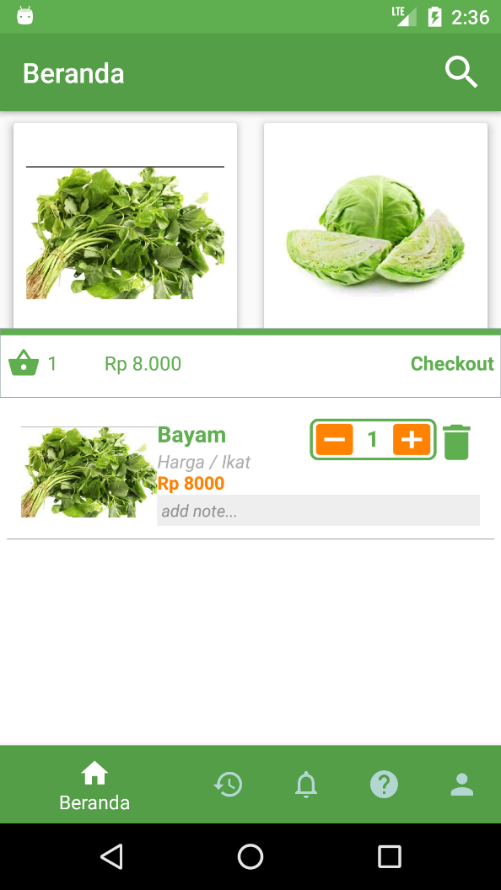 LTE 2:36
Beranda
1 Rp 8.000 Checkout
Bayam
1
Harga / Ikat
Rp 8000
add note...
Beranda